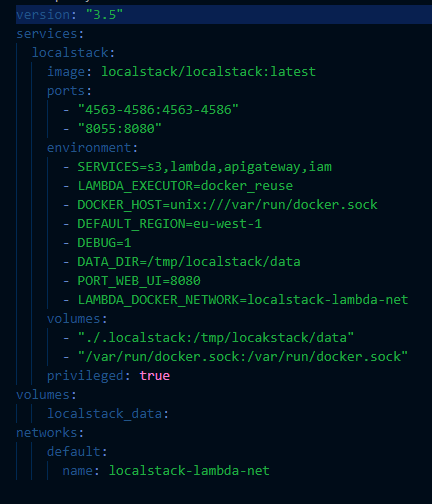 version: "3.5"
services:
  localstack:
    image: localstack/localstack:latest
    ports:
      - "4563-4586:4563-4586"
      - "8055:8080"
    environment:
      - SERVICES=s3,lambda,apigateway,iam
      - LAMBDA_EXECUTOR=docker_reuse
      - DOCKER_HOST=unix:///var/run/docker.sock
      - DEFAULT_REGION=eu-west-1
      - DEBUG=1
      - DATA_DIR=/tmp/localstack/data
      - PORT_WEB_UI=8080
      - LAMBDA_DOCKER_NETWORK=localstack-lambda-net
    volumes:
      - "./.localstack:/tmp/locakstack/data"
      - "/var/run/docker.sock:/var/run/docker.sock"
    privileged: true
volumes:
    localstack_data:
networks:
    default:
      name: localstack-lambda-net